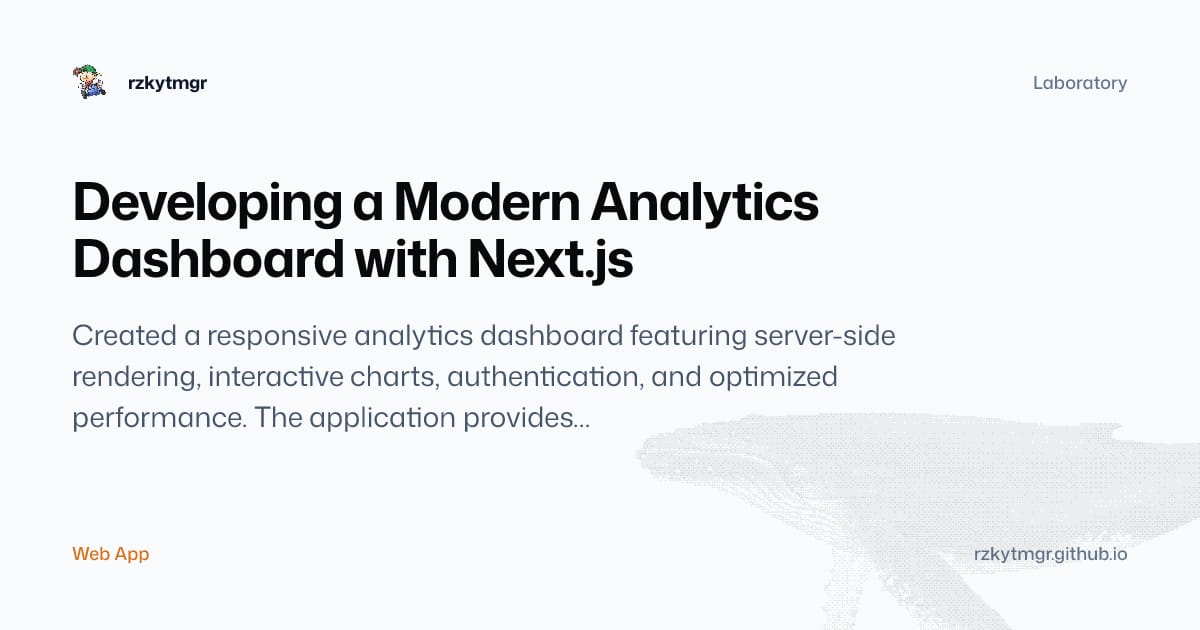 rzkytmgr
Laboratory
Developing a Modern Analytics
Dashboard with Next.js
Created a responsive analytics dashboard featuring server-side
rendering, interactive charts, authentication, and optimized
performance. The application provides...
Web App
rzkytmgr.github.io